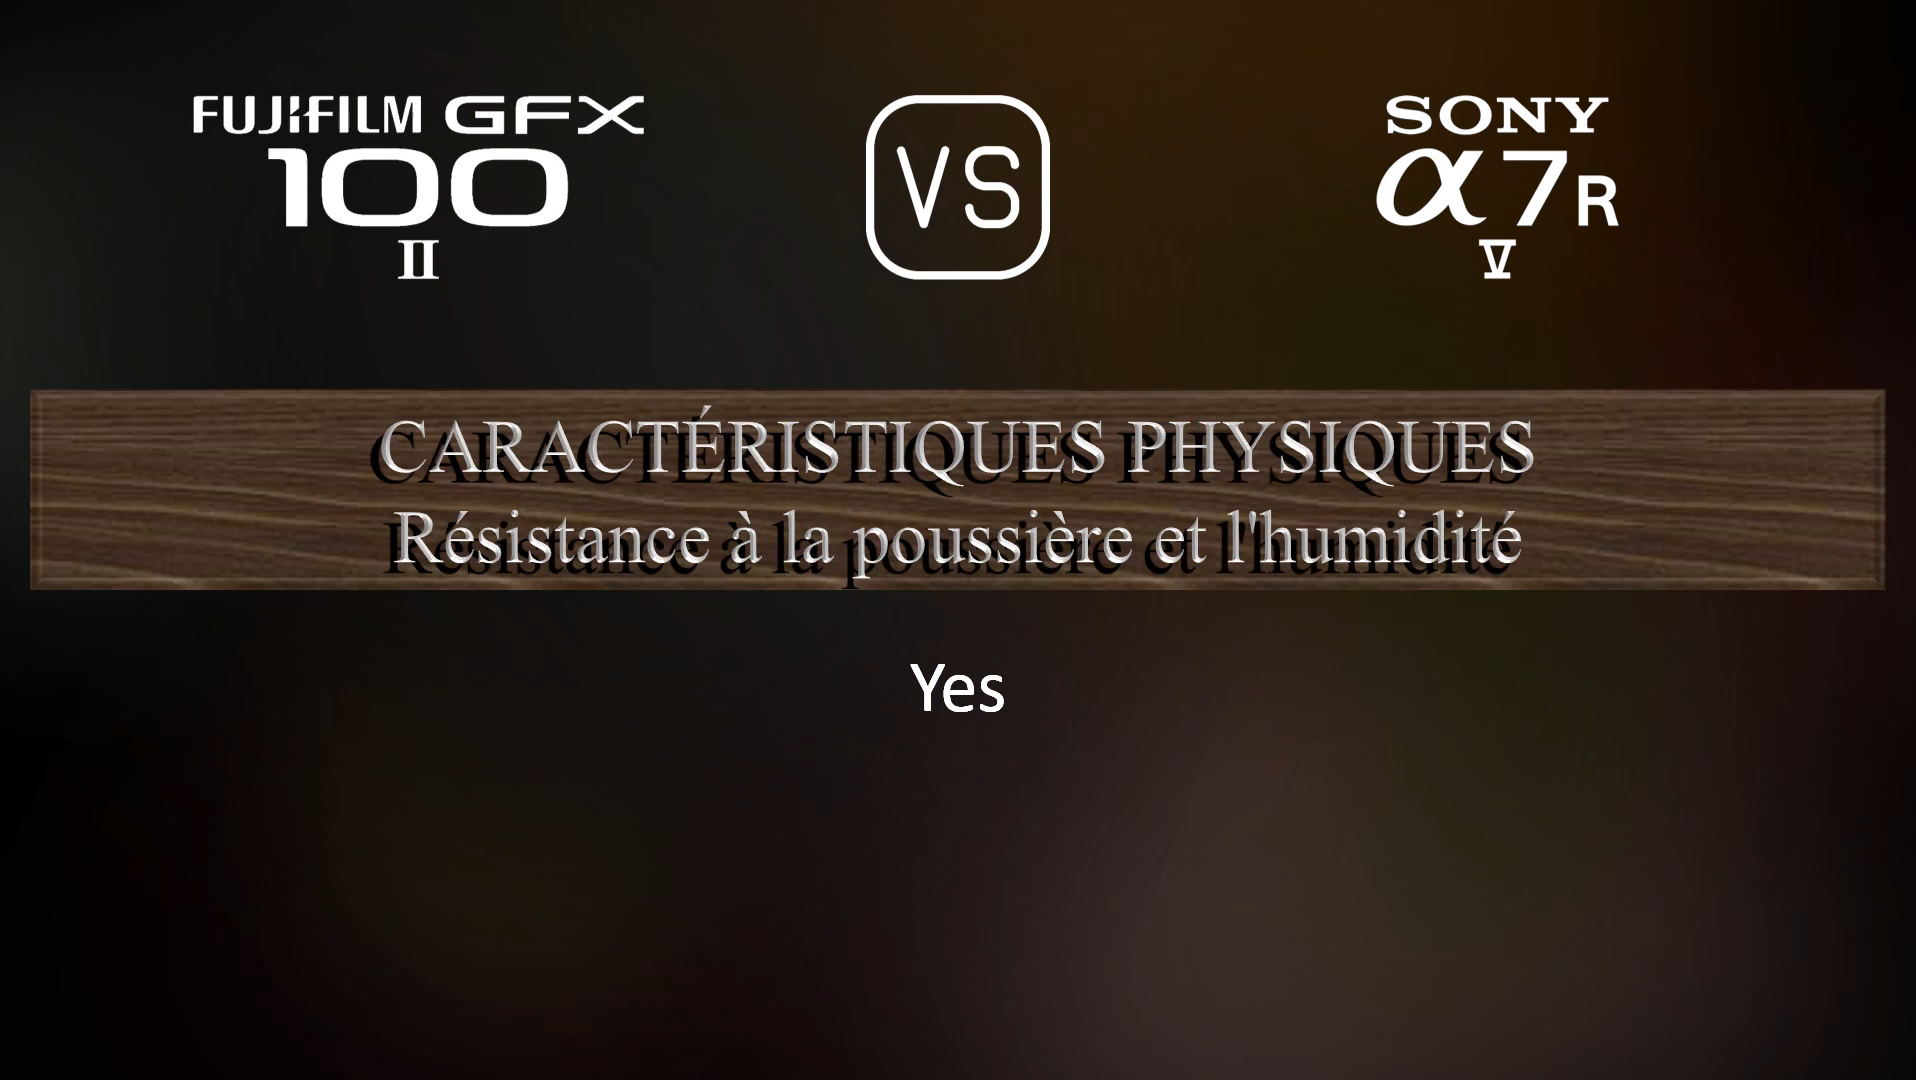 FUJIFILM GFX
100
II
VS
SONY
α7R
V
CARACTÉRISTIQUES PHYSIQUES
Résistance à la poussière et l'humidité
Yes